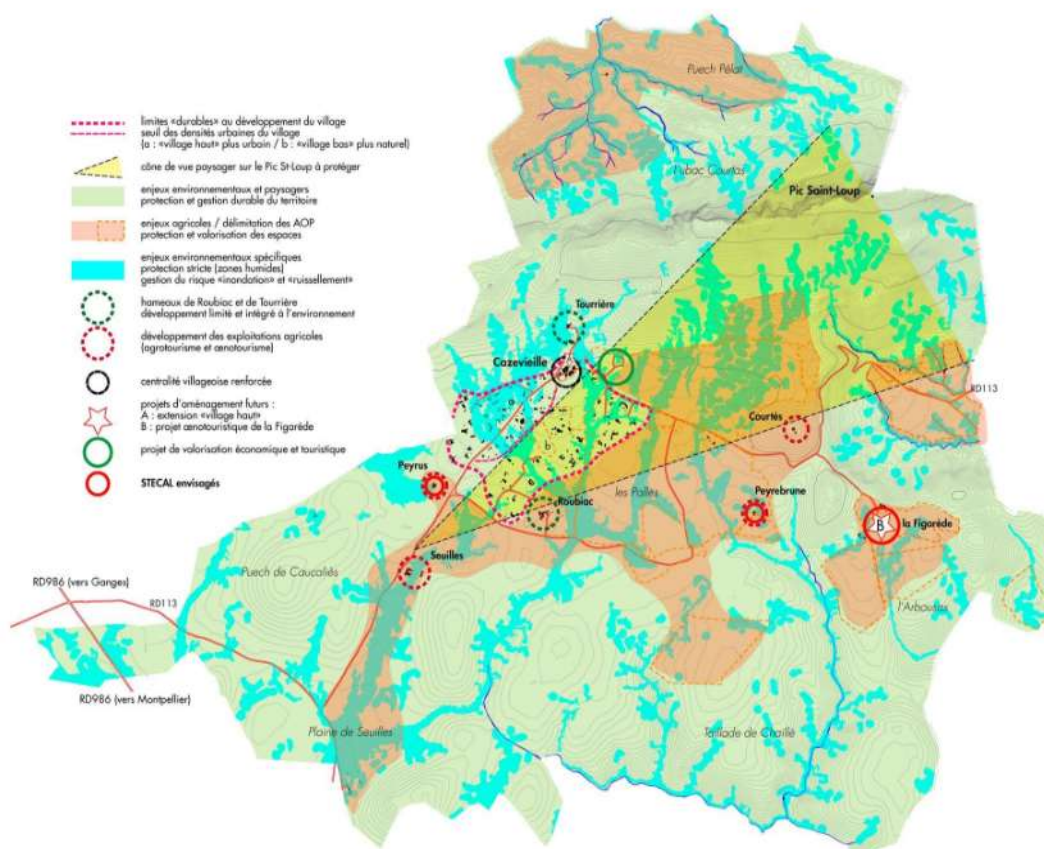 limites «durables» au développement du village
seuil des densités urbaines du village
(a : «village haut» plus urbain / b : «village bas» plus naturel)
cône de vue paysager sur le Pic St-Loup à protéger
enjeux environnementaux et paysagers
protection et gestion durable du territoire
enjeux agricoles / délimitation des AOP
protection et valorisation des espaces
enjeux environnementaux spécifiques
protection stricte (zones humides)
gestion du risque «inondation» et «ruissellement»
hameaux de Roubiac et de Tourrière
développement limité et intégré à l'environnement
développement des exploitations agricoles
(agrotourisme et œnotourisme)
centralité villageoise renforcée
projets d'aménagement futurs :
A : extension «village haut»
B : projet œnotouristique de la Figarède
projet de valorisation économique et touristique
STECAL envisagés
Puech Pélat
l'Ubac Courtas
Pic Saint-Loup
Tourrière
Cazevieille
RD113
Courtès
b
Peyrus
Roubiac
les Pallès
Peyrebrune
B
la Figarède
Seuilles
Puech de Caucaliès
RD986 (vers Ganges)
RD113
l'Arboutas
RD986 (vers Montpellier)
Plaine de Seuilles
Taillade de Chaillé